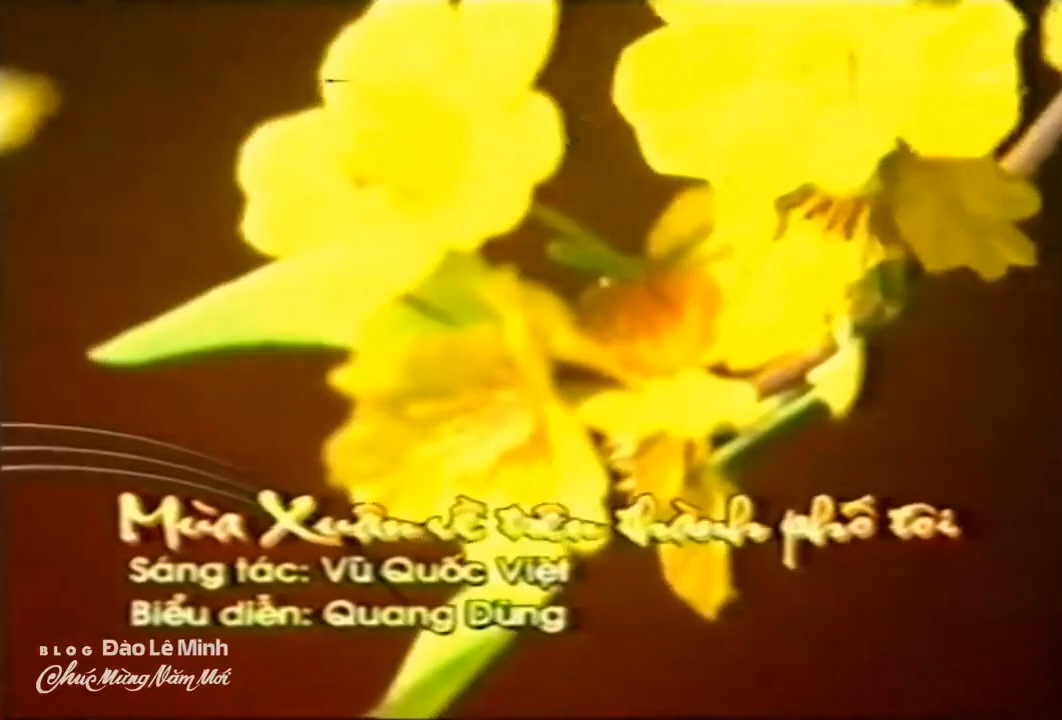 Mùa Xuân về trên thành phố tôi
Sáng tác: Vũ Quốc Việt
Biểu diễn: Quang Dũng
BLOG Đào Lê Minh
Chúc Mừng Năm Mới